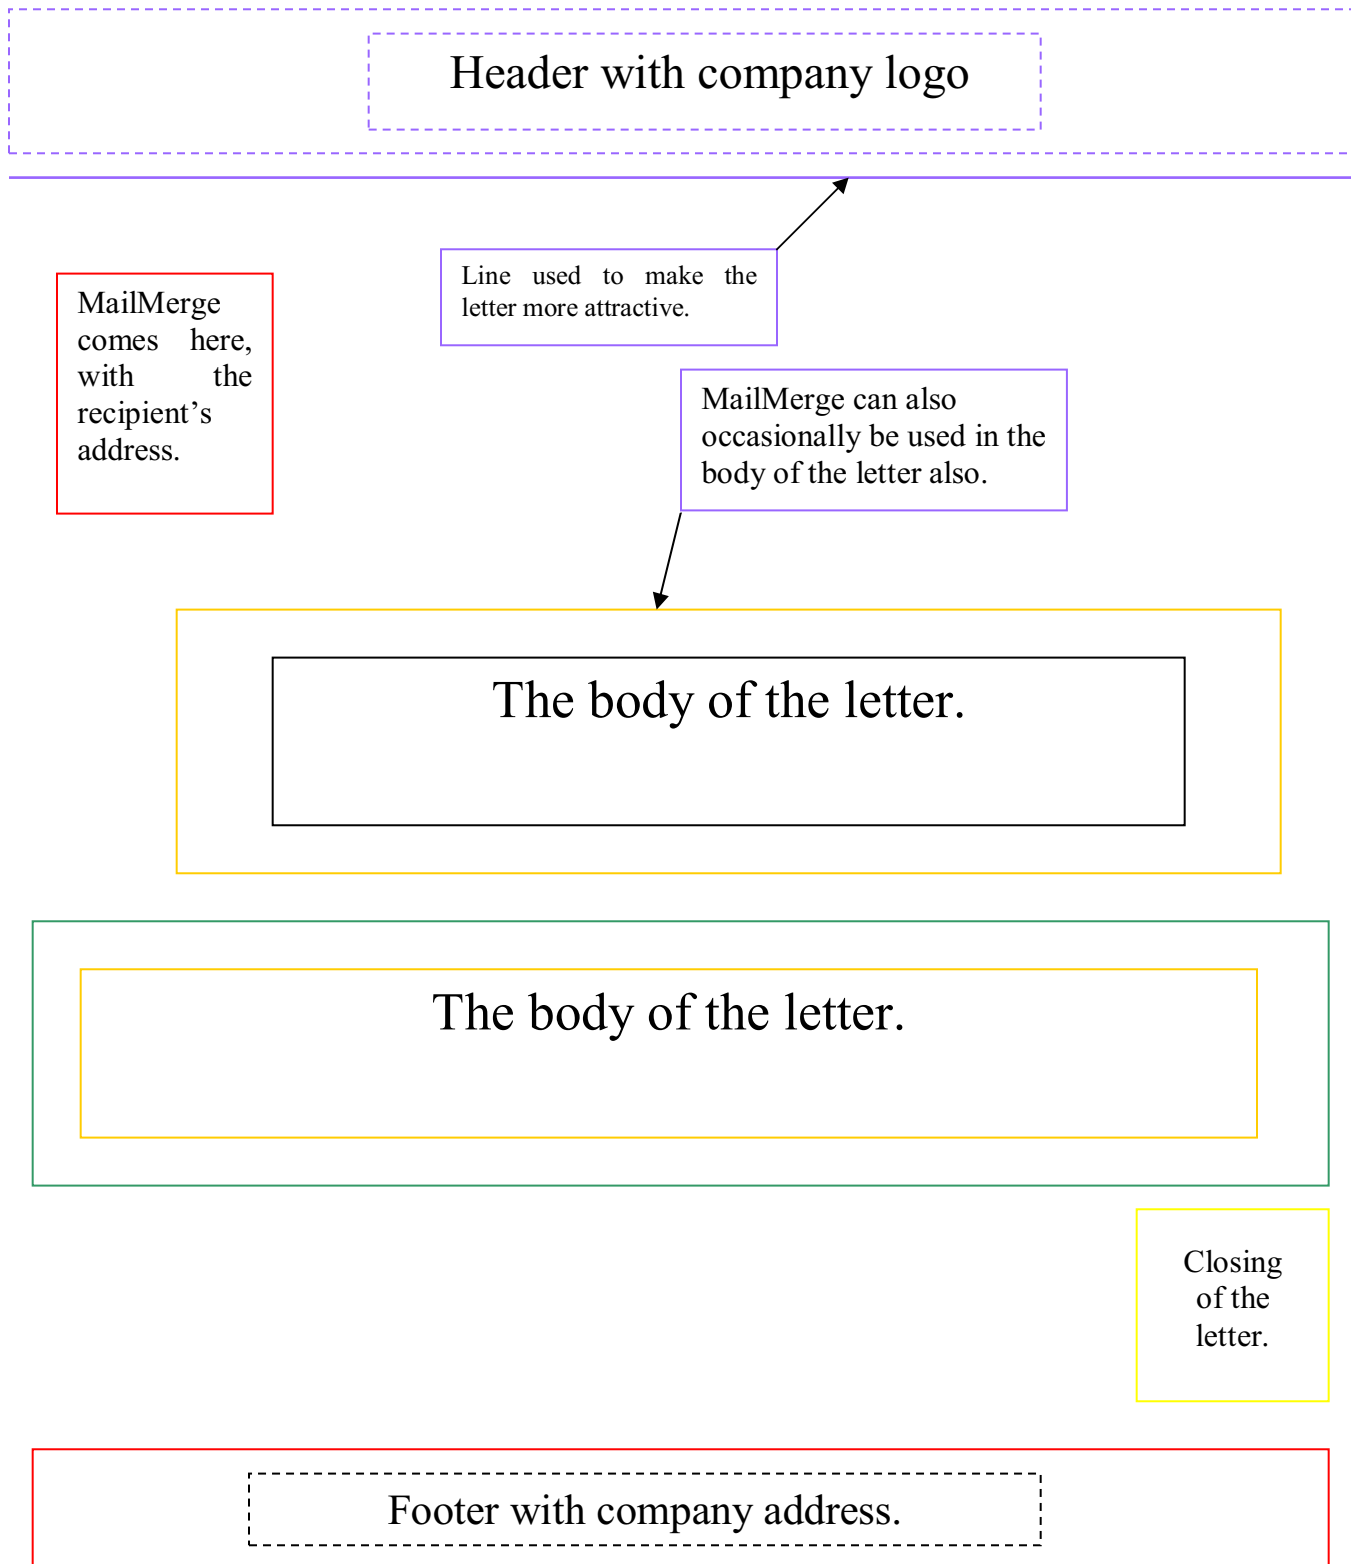 Header with company logo
Line used to make the
letter more attractive.
MailMerge
comes here,
with the
recipient’s
address.
MailMerge can also
occasionally be used in the
body of the letter also.
The body of the letter.
The body of the letter.
Closing
of the
letter.
Footer with company address.